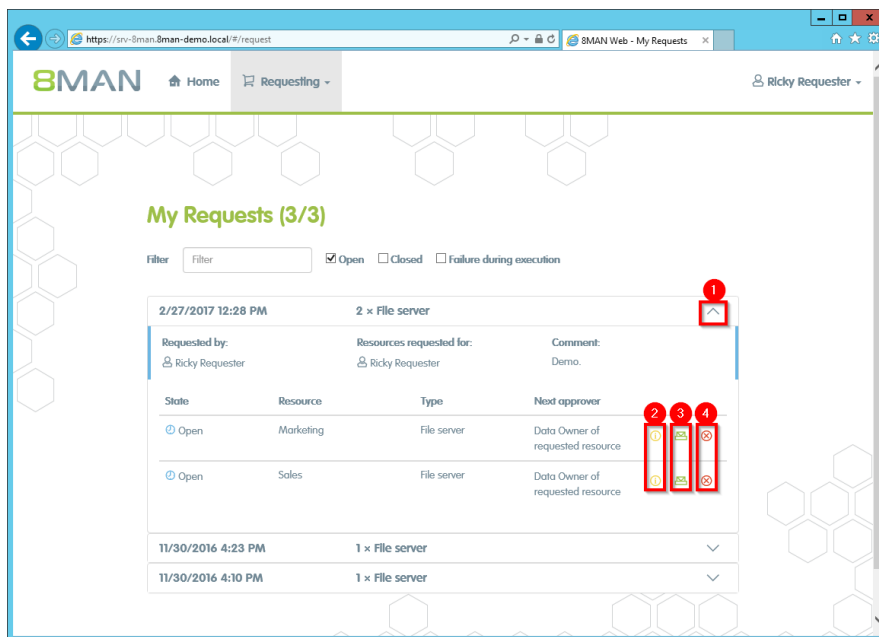 https://srv-8man.8man-demo.local/#/request
8MAN Web - My Requests
8MAN Home Requesting Ricky Requester
My Requests (3/3)
Filter Filter Open Closed Failure during execution
1
2/27/2017 12:28 PM 2 × File server
Requested by: Resources requested for: Comment:
Ricky Requester Ricky Requester Demo.
State Resource Type Next approver
2 3 4
Open Marketing File server Data Owner of
requested resource
Open Sales File server Data Owner of
requested resource
11/30/2016 4:23 PM 1 × File server
11/30/2016 4:10 PM 1 × File server